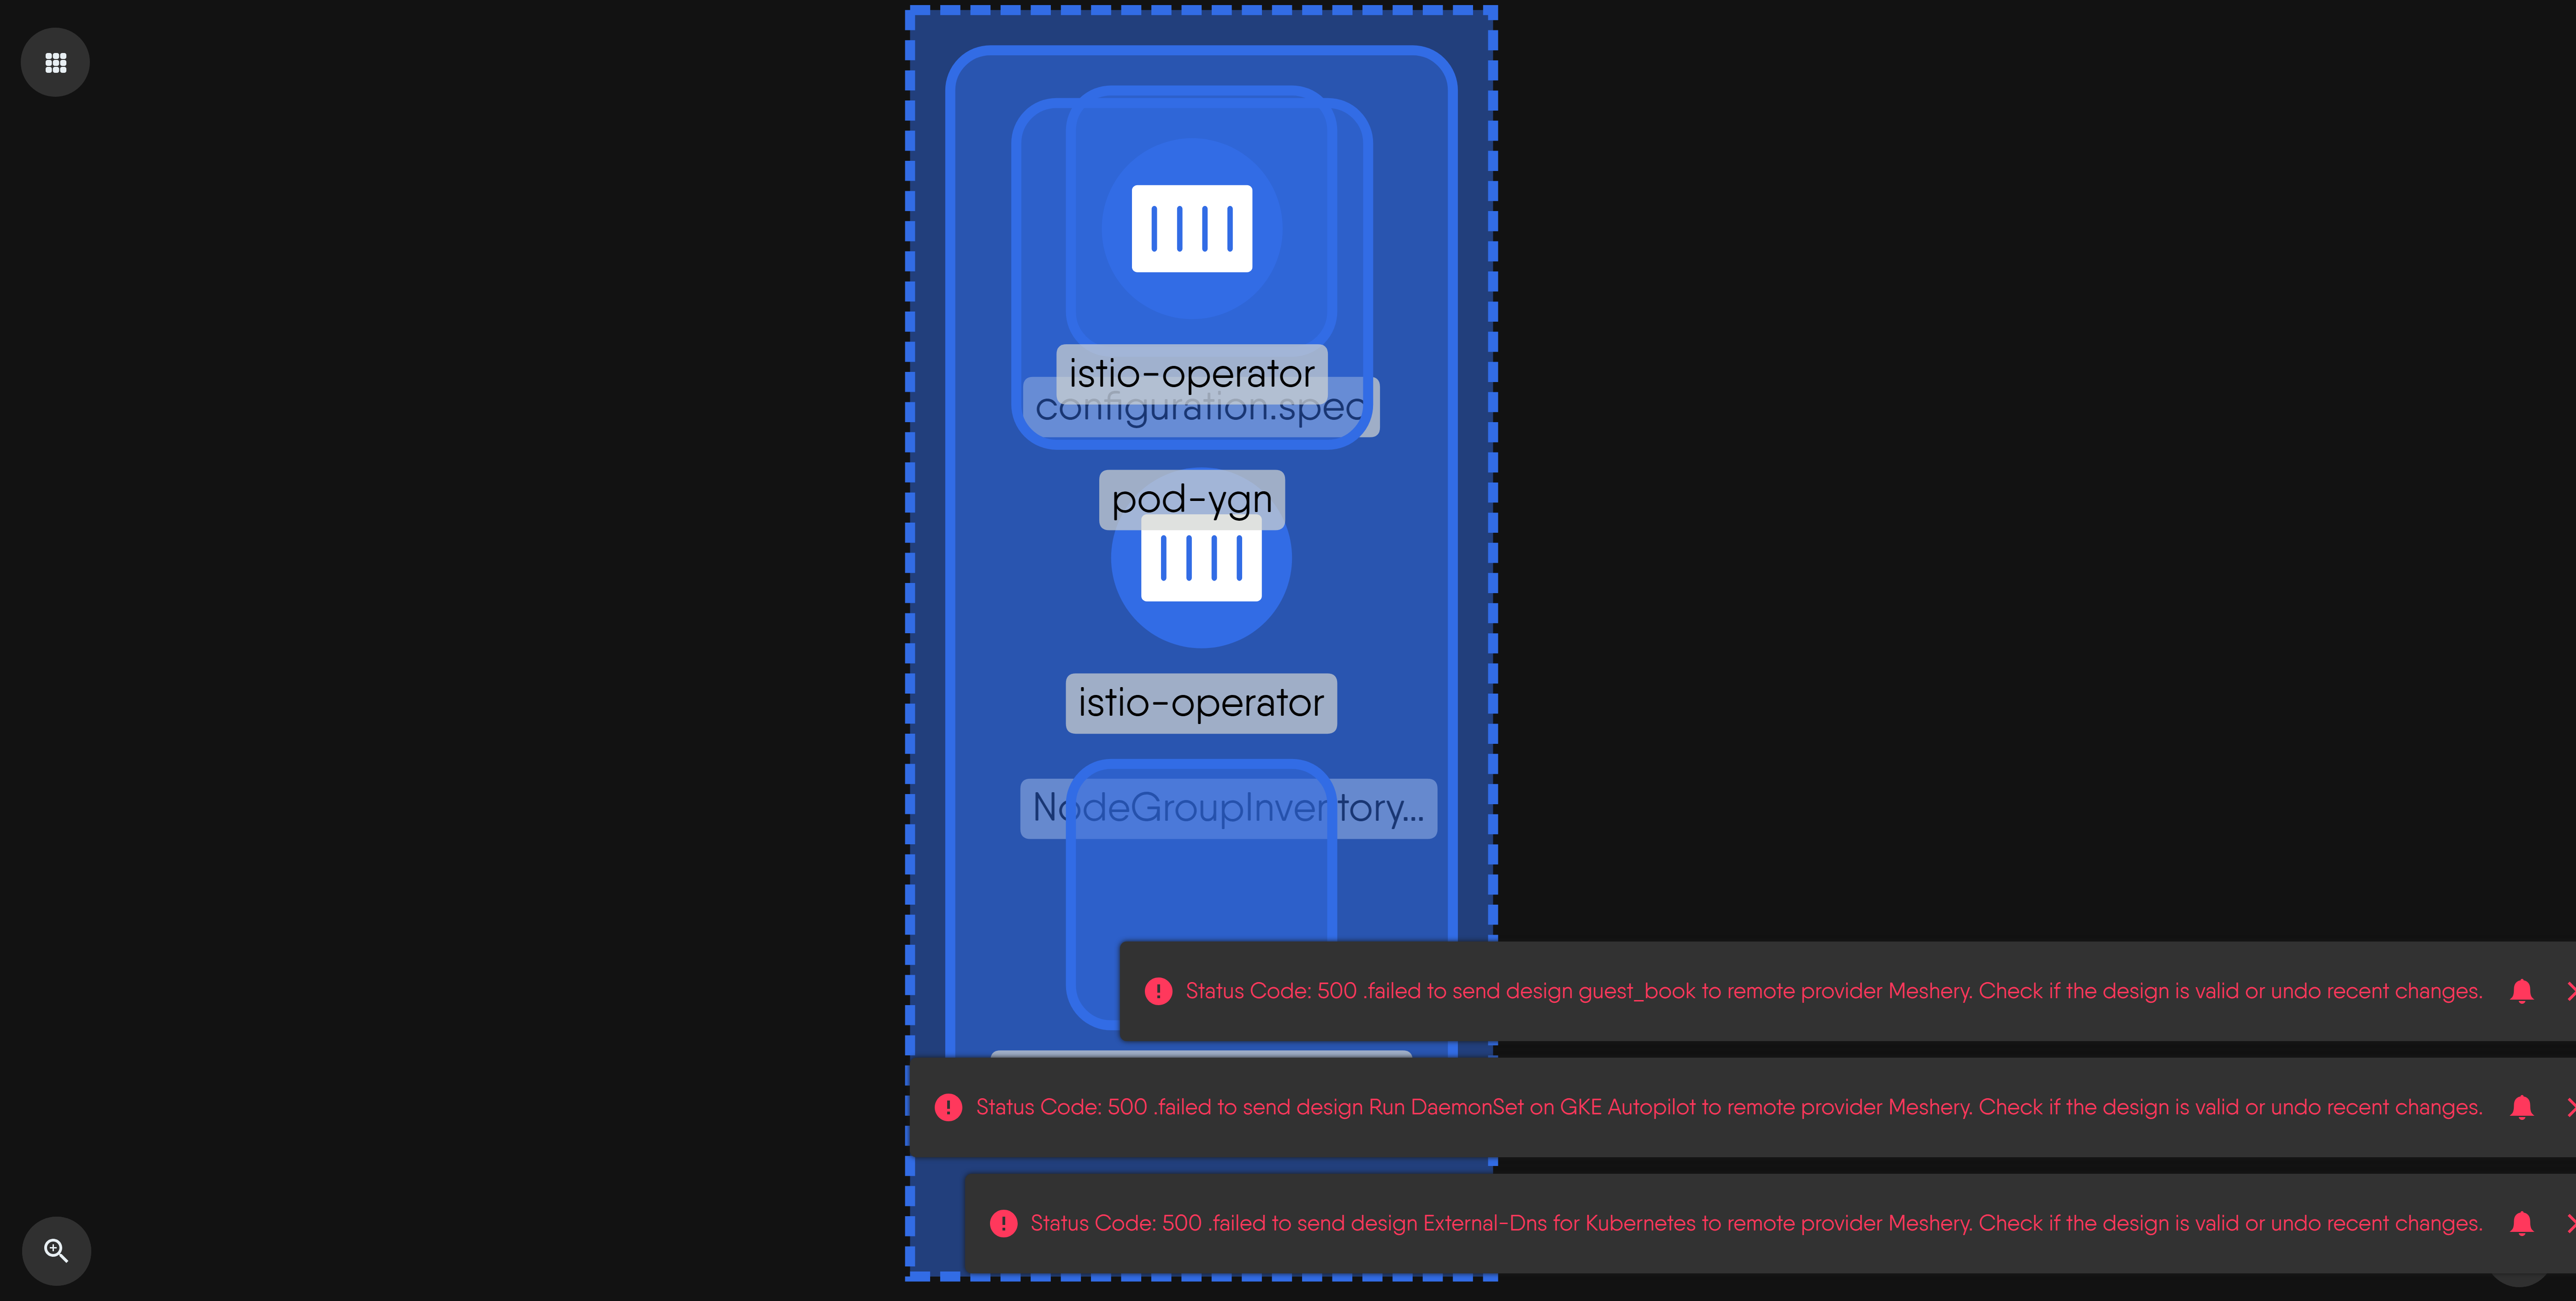 istio-operator
configuration.spec
pod-ygn
istio-operator
NodeGroupInventory...
Status Code: 500 .failed to send design guest_book to remote provider Meshery. Check if the design is valid or undo recent changes.
Status Code: 500 .failed to send design Run DaemonSet on GKE Autopilot to remote provider Meshery. Check if the design is valid or undo recent changes.
Status Code: 500 .failed to send design External-Dns for Kubernetes to remote provider Meshery. Check if the design is valid or undo recent changes.